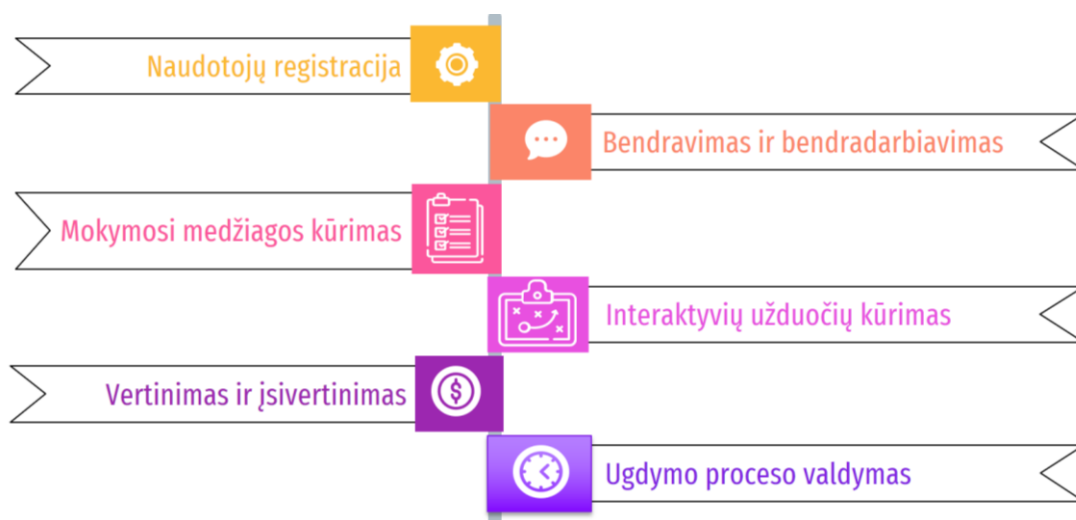 Naudotojų registracija
Bendravimas ir bendradarbiavimas
Mokymosi medžiagos kūrimas
Interaktyvių užduočių kūrimas
Vertinimas ir įsivertinimas
Ugdymo proceso valdymas